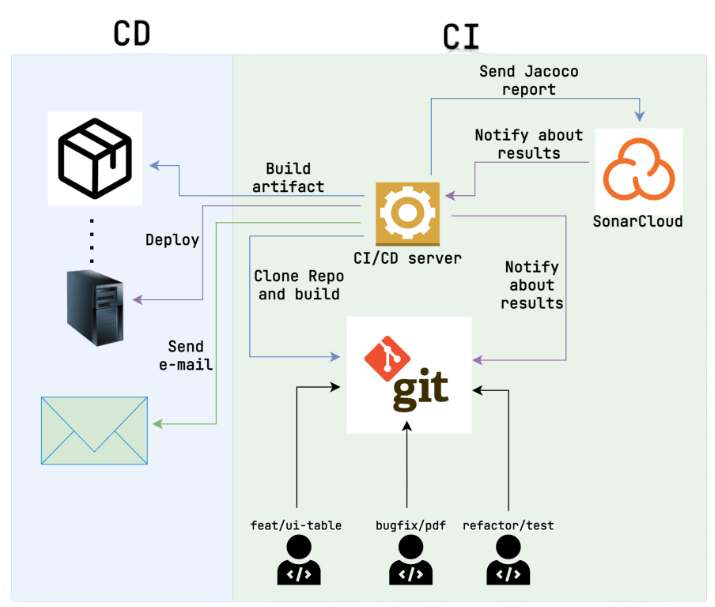 CD
CI
Send Jacoco
report
Notify about
results
Build
artifact
SonarCloud
Deploy
CI/CD server
Clone Repo
and build
Notify
about
results
Send
e-mail
git
feat/ui-table
bugfix/pdf
refactor/test
</>
</>
</>